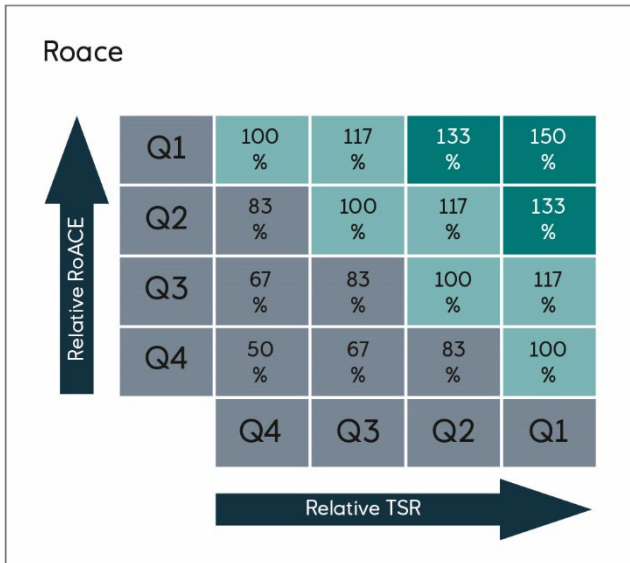 Roace
Relative RoACE
Q1
100
%
117
%
133
%
150
%
Q2
83
%
100
%
117
%
133
%
Q3
67
%
83
%
100
%
117
%
Q4
50
%
67
%
83
%
100
%
Q4
Q3
Q2
Q1
Relative TSR